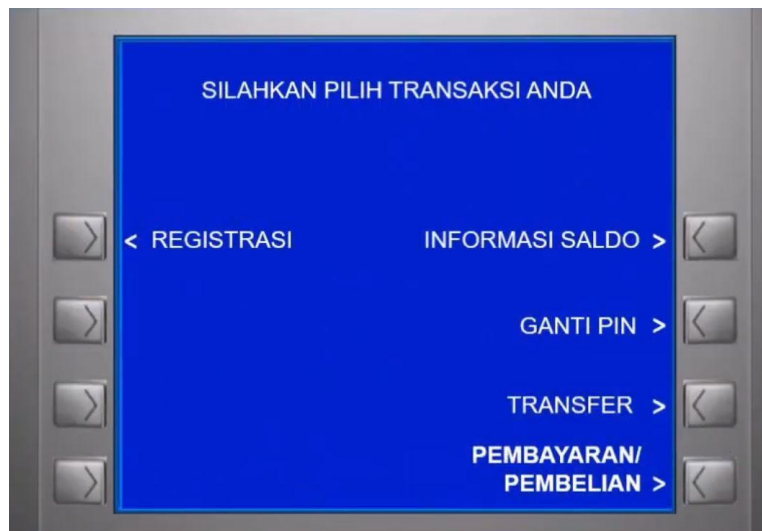 SILAHKAN PILIH TRANSAKSI ANDA
< REGISTRASI
INFORMASI SALDO >
GANTI PIN >
TRANSFER >
PEMBAYARAN/
PEMBELIAN >